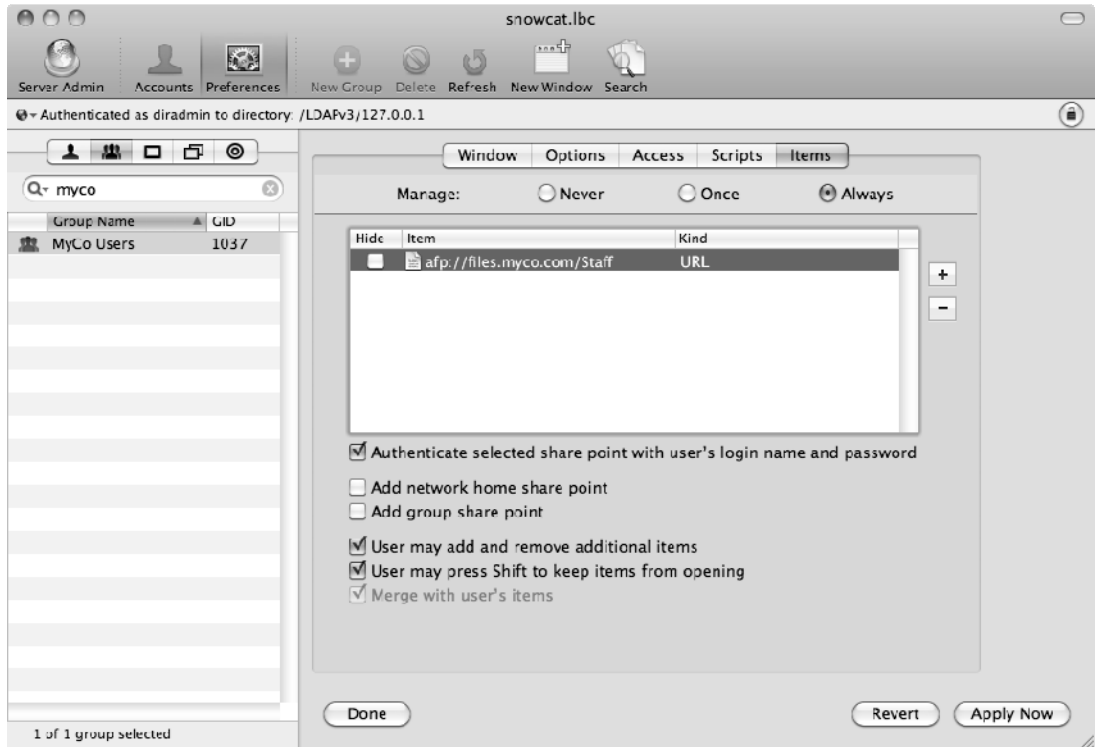 snowcat.lbc
Server Admin Accounts Preferences New Group Delete Refresh New Window Search
Authenticated as diradmin to directory: /LDAPv3/127.0.0.1
Window Options Access Scripts Items
myco
Manage: Never Once Always
Group Name GID
MyCo Users 1037
Hide Item Kind
afp://files.myco.com/Staff URL
+
-
Authenticate selected share point with user's login name and password
Add network home share point
Add group share point
User may add and remove additional items
User may press Shift to keep items from opening
Merge with user's items
Done Revert Apply Now
1 of 1 group selected